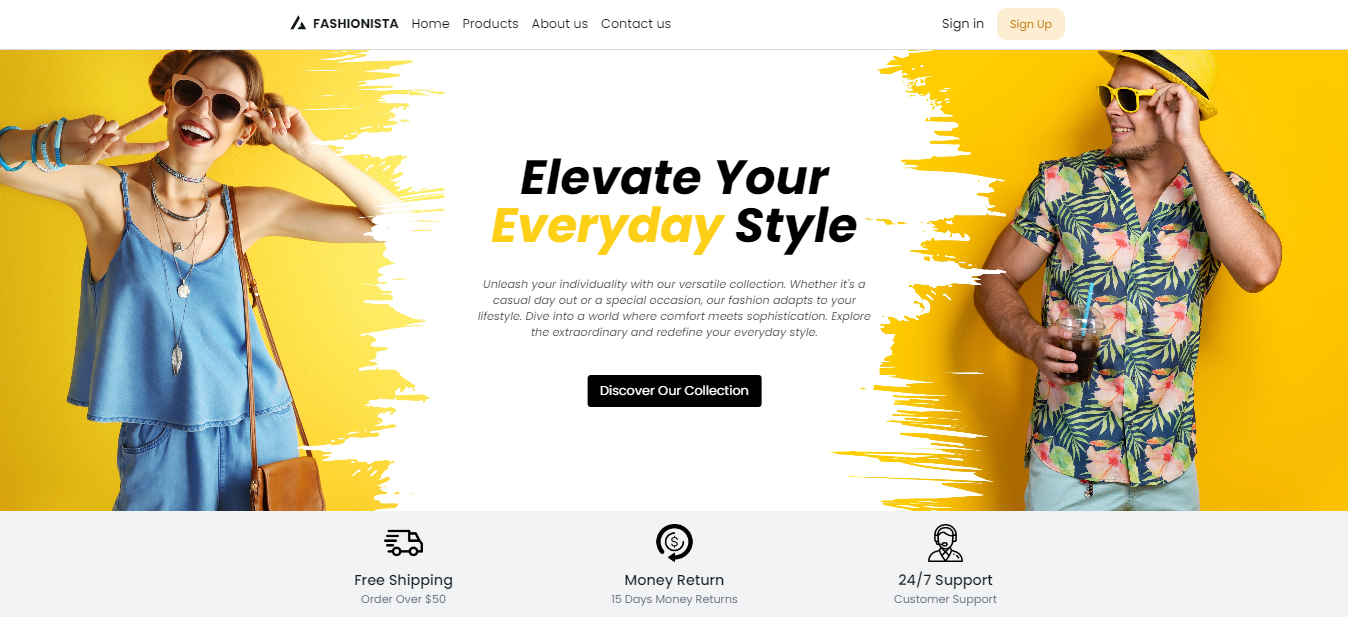 FASHIONISTA Home Products About us Contact us Sign in Sign Up
Elevate Your
Everyday Style
Unleash your individuality with our versatile collection. Whether it's a
casual day out or a special occasion, our fashion adapts to your
lifestyle. Dive into a world where comfort meets sophistication. Explore
the extraordinary and redefine your everyday style.
Discover Our Collection
$
Free Shipping
Order Over $50
Money Return
15 Days Money Returns
24/7 Support
Customer Support